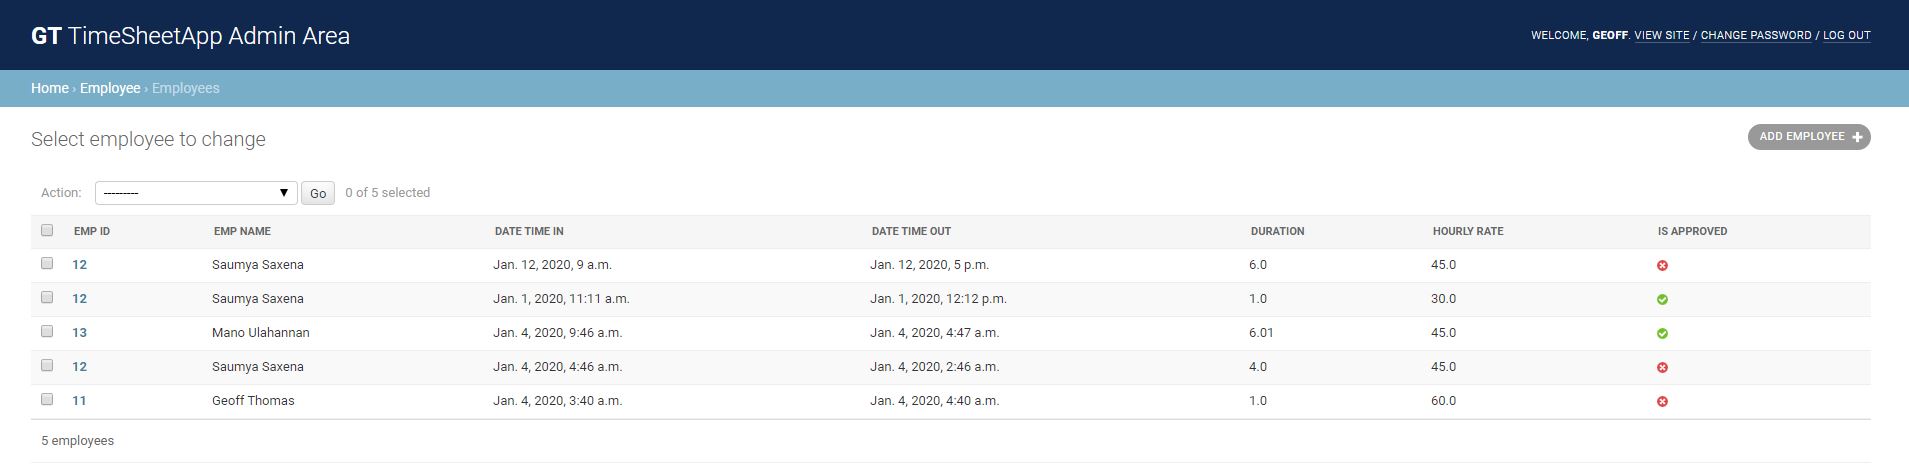 GT TimeSheetApp Admin Area
WELCOME, GEOFF. VIEW SITE / CHANGE PASSWORD / LOG OUT
Home › Employee › Employees
Select employee to change
ADD EMPLOYEE +
Action: --------- Go 0 of 5 selected
EMP ID EMP NAME DATE TIME IN DATE TIME OUT DURATION HOURLY RATE IS APPROVED
12 Saumya Saxena Jan. 12, 2020, 9 a.m. Jan. 12, 2020, 5 p.m. 6.0 45.0
12 Saumya Saxena Jan. 1, 2020, 11:11 a.m. Jan. 1, 2020, 12:12 p.m. 1.0 30.0
13 Mano Ulahannan Jan. 4, 2020, 9:46 a.m. Jan. 4, 2020, 4:47 a.m. 6.01 45.0
12 Saumya Saxena Jan. 4, 2020, 4:46 a.m. Jan. 4, 2020, 2:46 a.m. 4.0 45.0
11 Geoff Thomas Jan. 4, 2020, 3:40 a.m. Jan. 4, 2020, 4:40 a.m. 1.0 60.0
5 employees